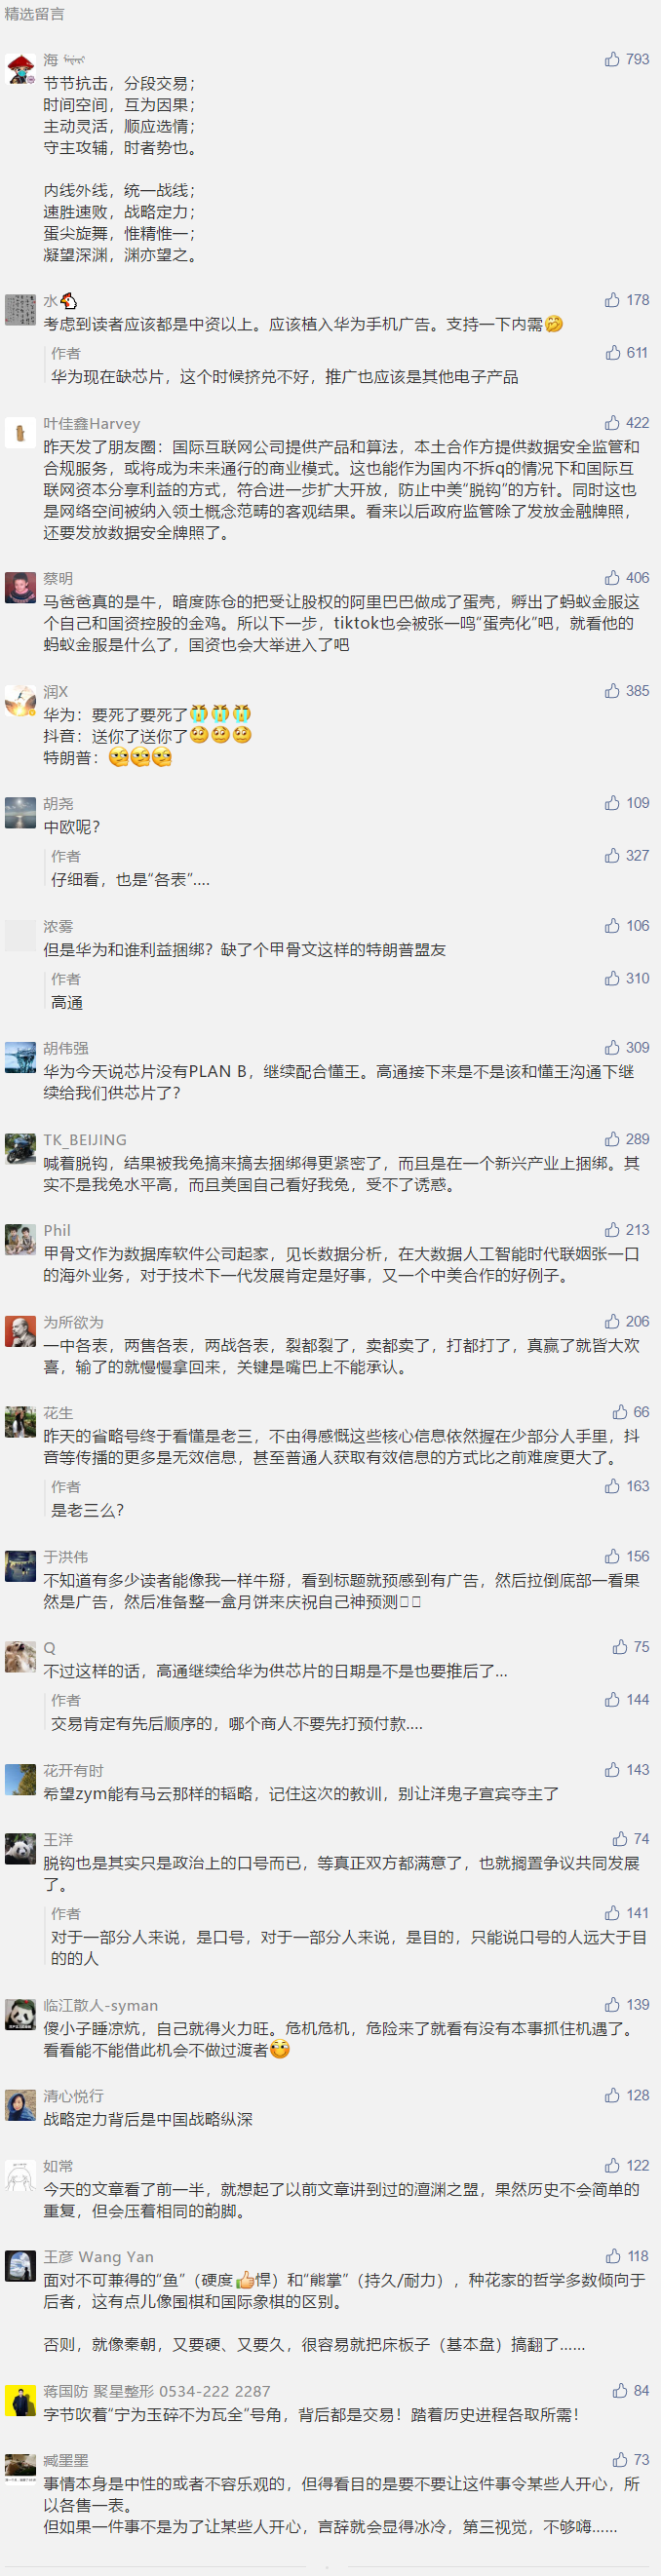 精选留言
海
793
节节抗击，分段交易；
时间空间，互为因果；
主动灵活，顺应选情；
守主攻辅，时者势也。
内线外线，统一战线；
速胜速败，战略定力；
蛋尖旋舞，惟精惟一；
凝望深渊，渊亦望之。
水
178
考虑到读者应该都是中资以上。应该植入华为手机广告。支持一下内需
作者
611
华为现在缺芯片，这个时候挤兑不好，推广也应该是其他电子产品
叶佳鑫Harvey
422
昨天发了朋友圈：国际互联网公司提供产品和算法，本土合作方提供数据安全监管和
合规服务，或将成为未来通行的商业模式。这也能作为国内不拆q的情况下和国际互
联网资本分享利益的方式，符合进一步扩大开放，防止中美“脱钩”的方针。同时这也
是网络空间被纳入领土概念范畴的客观结果。看来以后政府监管除了发放金融牌照，
还要发放数据安全牌照了。
蔡明
406
马爸爸真的是牛，暗度陈仓的把受让股权的阿里巴巴做成了蛋壳，孵出了蚂蚁金服这
个自己和国资控股的金鸡。所以下一步，tiktok也会被张一鸣“蛋壳化”吧，就看他的
蚂蚁金服是什么了，国资也会大举进入了吧
润X
385
华为：要死了要死了
抖音：送你了送你了
特朗普：
胡尧
109
中欧呢？
作者
327
仔细看，也是“各表”....
浓雾
106
但是华为和谁利益捆绑？缺了个甲骨文这样的特朗普盟友
作者
310
高通
胡伟强
309
华为今天说芯片没有PLAN B，继续配合懂王。高通接下来是不是该和懂王沟通下继
续给我们供芯片了？
TK_BEIJING
289
喊着脱钩，结果被我兔搞来搞去捆绑得更紧密了，而且是在一个新兴产业上捆绑。其
实不是我兔水平高，而且美国自己看好我兔，受不了诱惑。
Phil
213
甲骨文作为数据库软件公司起家，见长数据分析，在大数据人工智能时代联姻张一口
的海外业务，对于技术下一代发展肯定是好事，又一个中美合作的好例子。
为所欲为
206
一中各表，两售各表，两战各表，裂都裂了，卖都卖了，打都打了，真赢了就皆大欢
喜，输了的就慢慢拿回来，关键是嘴巴上不能承认。
花生
66
昨天的省略号终于看懂是老三，不由得感慨这些核心信息依然握在少部分人手里，抖
音等传播的更多是无效信息，甚至普通人获取有效信息的方式比之前难度更大了。
作者
163
是老三么？
于洪伟
156
不知道有多少读者能像我一样牛掰，看到标题就预感到有广告，然后拉倒底部一看果
然是广告，然后准备整一盒月饼来庆祝自己神预测
Q
75
不过这样的话，高通继续给华为供芯片的日期是不是也要推后了...
作者
144
交易肯定有先后顺序的，哪个商人不要先打预付款....
花开有时
143
希望zym能有马云那样的韬略，记住这次的教训，别让洋鬼子宣宾夺主了
王洋
74
脱钩也是其实只是政治上的口号而已，等真正双方都满意了，也就搁置争议共同发展
了。
作者
141
对于一部分人来说，是口号，对于一部分人来说，是目的，只能说口号的人远大于目
的的人
临江散人-syman
139
傻小子睡凉炕，自己就得火力旺。危机危机，危险来了就看有没有本事抓住机遇了。
看看能不能借此机会不做过渡者
清心悦行
128
战略定力背后是中国战略纵深
如常
122
今天的文章看了前一半，就想起了以前文章讲到过的澶渊之盟，果然历史不会简单的
重复，但会压着相同的韵脚。
王彦 Wang Yan
118
面对不可兼得的“鱼”（硬度👍悍）和“熊掌”（持久/耐力），种花家的哲学多数倾向于
后者，这有点儿像围棋和国际象棋的区别。
否则，就像秦朝，又要硬、又要久，很容易就把床板子（基本盘）搞翻了......
蒋国防 聚星整形 0534-222 2287
84
字节吹着“宁为玉碎不为瓦全”号角，背后都是交易！踏着历史进程各取所需！
臧墨墨
73
事情本身是中性的或者不容乐观的，但得看目的是要不要让这件事令某些人开心，所
以各售一表。
但如果一件事不是为了让某些人开心，言辞就会显得冰冷，第三视觉，不够嗨......